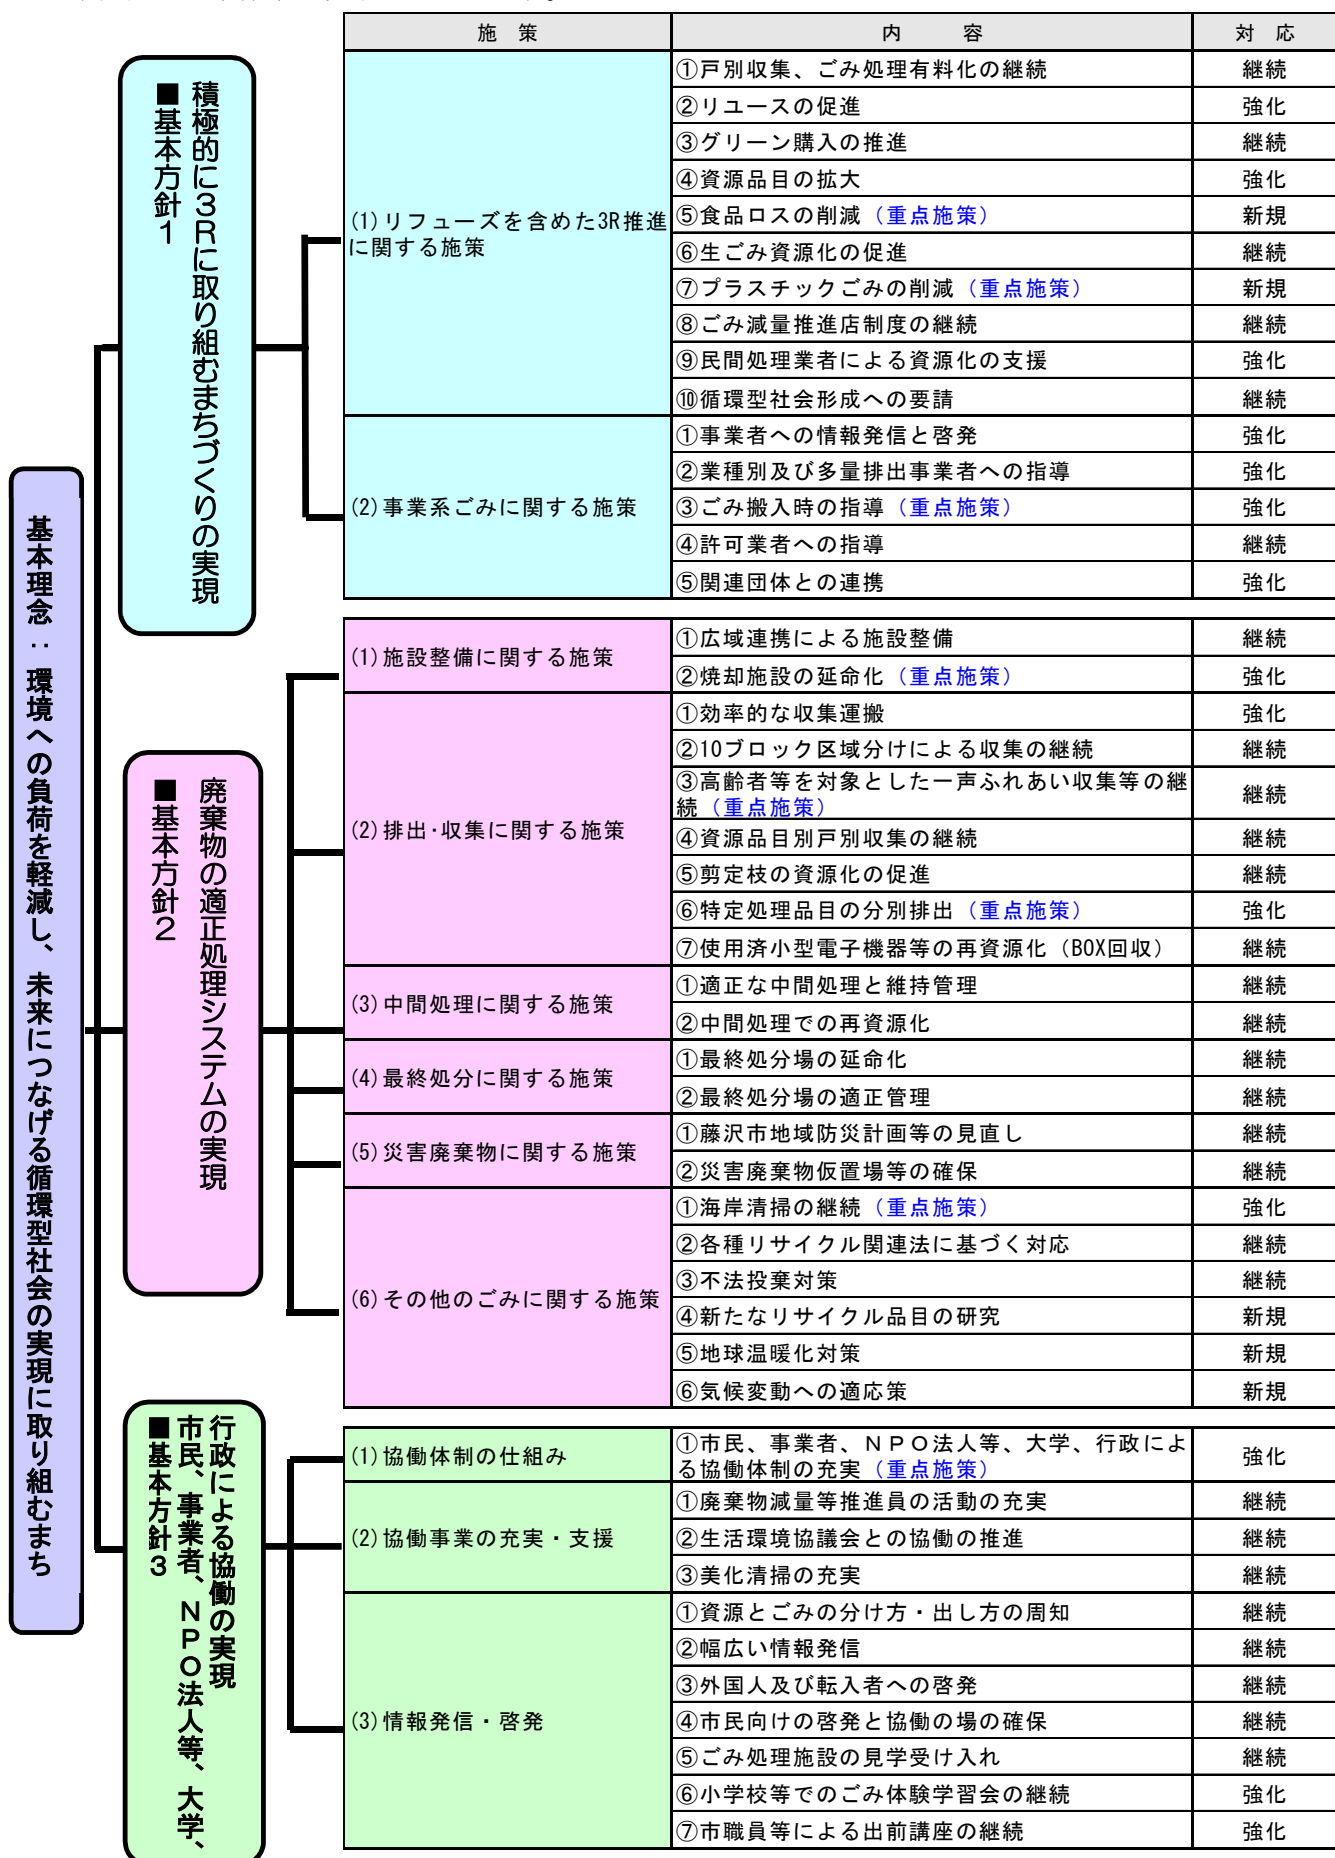 基本理念：環境への負荷を軽減し、未来につなげる循環型社会の実現に取り組むまち
■基本方針1
積極的に3Rに取り組むまちづくりの実現
施　策　内　容　対　応
(1)リフューズを含めた3R推進
に関する施策
①戸別収集、ごみ処理有料化の継続　継続
②リユースの促進　強化
③グリーン購入の推進　継続
④資源品目の拡大　強化
⑤食品ロスの削減（重点施策）　新規
⑥生ごみ資源化の促進　継続
⑦プラスチックごみの削減（重点施策）　新規
⑧ごみ減量推進店制度の継続　継続
⑨民間処理業者による資源化の支援　強化
⑩循環型社会形成への要請　継続
(2)事業系ごみに関する施策
①事業者への情報発信と啓発　強化
②業種別及び多量排出事業者への指導　強化
③ごみ搬入時の指導（重点施策）　強化
④許可業者への指導　継続
⑤関連団体との連携　強化
■基本方針2
廃棄物の適正処理システムの実現
(1)施設整備に関する施策
①広域連携による施設整備　継続
②焼却施設の延命化（重点施策）　強化
(2)排出･収集に関する施策
①効率的な収集運搬　強化
②10ブロック区域分けによる収集の継続　継続
③高齢者等を対象とした一声ふれあい収集等の継
続（重点施策）　継続
④資源品目別戸別収集の継続　継続
⑤剪定枝の資源化の促進　継続
⑥特定処理品目の分別排出（重点施策）　強化
⑦使用済小型電子機器等の再資源化（BOX回収）　継続
(3)中間処理に関する施策
①適正な中間処理と維持管理　継続
②中間処理での再資源化　継続
(4)最終処分に関する施策
①最終処分場の延命化　継続
②最終処分場の適正管理　継続
(5)災害廃棄物に関する施策
①藤沢市地域防災計画等の見直し　継続
②災害廃棄物仮置場等の確保　継続
(6)その他のごみに関する施策
①海岸清掃の継続（重点施策）　強化
②各種リサイクル関連法に基づく対応　継続
③不法投棄対策　継続
④新たなリサイクル品目の研究　新規
⑤地球温暖化対策　新規
⑥気候変動への適応策　新規
■基本方針3
市民、事業者、ＮＰＯ法人等、大学、
行政による協働の実現
(1)協働体制の仕組み
①市民、事業者、ＮＰＯ法人等、大学、行政によ
る協働体制の充実（重点施策）　強化
(2)協働事業の充実・支援
①廃棄物減量等推進員の活動の充実　継続
②生活環境協議会との協働の推進　継続
③美化清掃の充実　継続
(3)情報発信・啓発
①資源とごみの分け方・出し方の周知　継続
②幅広い情報発信　継続
③外国人及び転入者への啓発　継続
④市民向けの啓発と協働の場の確保　継続
⑤ごみ処理施設の見学受け入れ　継続
⑥小学校等でのごみ体験学習会の継続　強化
⑦市職員等による出前講座の継続　強化